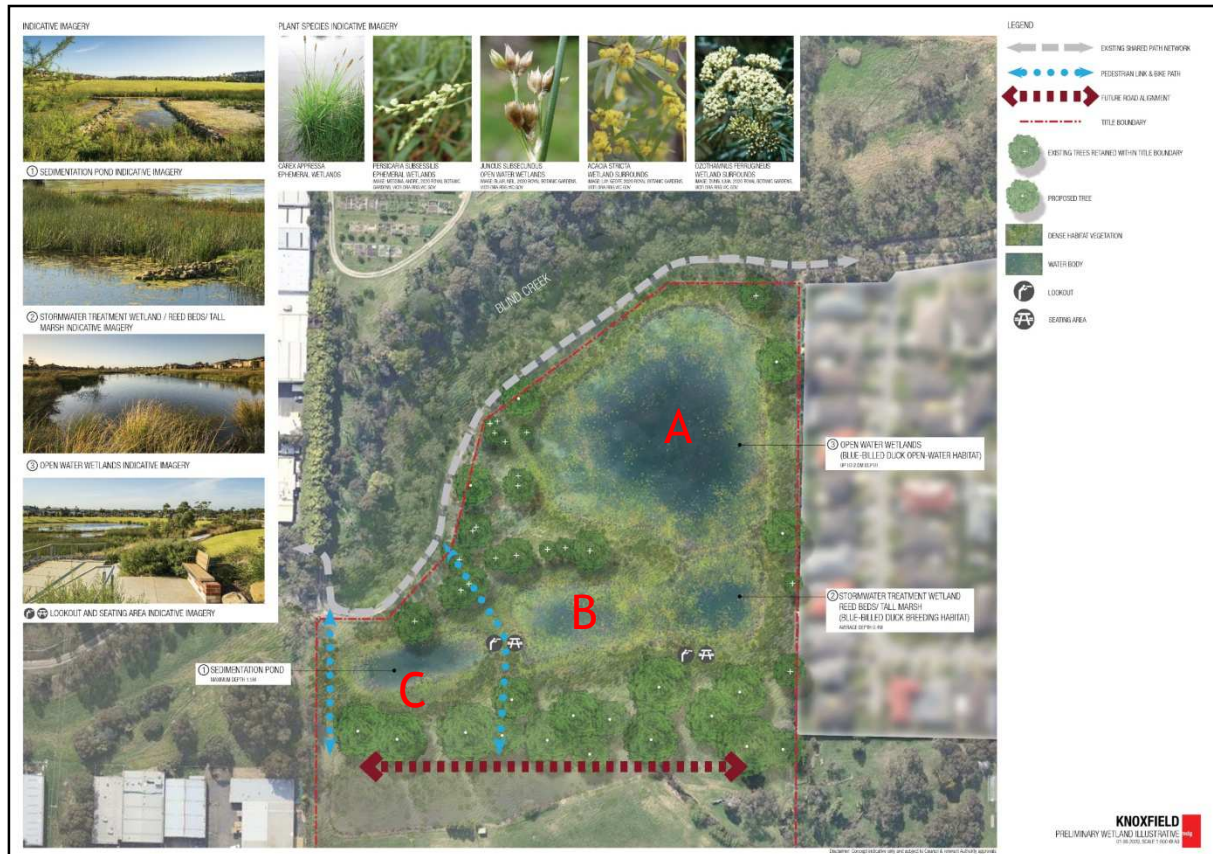 INDICATIVE IMAGERY
① SEDIMENTATION POND INDICATIVE IMAGERY
② STORMWATER TREATMENT WETLAND / REED BEDS/ TALL
MARSH INDICATIVE IMAGERY
③ OPEN WATER WETLANDS INDICATIVE IMAGERY
LOOKOUT AND SEATING AREA INDICATIVE IMAGERY
PLANT SPECIES INDICATIVE IMAGERY
CAREX APPRESSA
EPHEMERAL WETLANDS
PERSICARIA SUBSESSILIS
EPHEMERAL WETLANDS
JUNCUS SUBSECUNDUS
OPEN WATER WETLANDS
ACACIA STRICTA
WETLAND SURROUNDS
OZOTHAMNUS FERRUGINEUS
WETLAND SURROUNDS
BLIND CREEK
A
B
C
③ OPEN WATER WETLANDS
(BLUE-BILLED DUCK OPEN-WATER HABITAT)
② STORMWATER TREATMENT WETLAND
REED BEDS/ TALL MARSH
(BLUE-BILLED DUCK BREEDING HABITAT)
① SEDIMENTATION POND
LEGEND
EXISTING SHARED PATH NETWORK
PEDESTRIAN LINK & BIKE PATH
FUTURE ROAD ALIGNMENT
TITLE BOUNDARY
EXISTING TREES RETAINED WITHIN TITLE BOUNDARY
PROPOSED TREE
DENSE HABITAT VEGETATION
WATER BODY
LOOKOUT
SEATING AREA
KNOXFIELD
PRELIMINARY WETLAND ILLUSTRATIVE